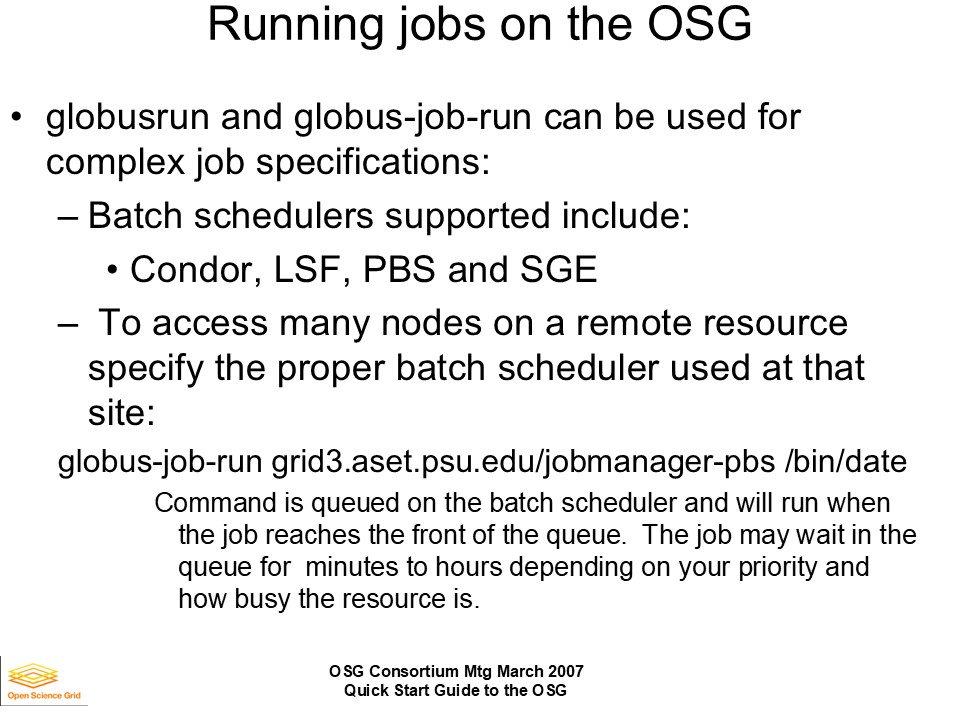 Running jobs on the OSG
• globusrun and globus-job-run can be used for
complex job specifications:
– Batch schedulers supported include:
• Condor, LSF, PBS and SGE
– To access many nodes on a remote resource
specify the proper batch scheduler used at that
site:
globus-job-run grid3.aset.psu.edu/jobmanager-pbs /bin/date
Command is queued on the batch scheduler and will run when
the job reaches the front of the queue. The job may wait in the
queue for minutes to hours depending on your priority and
how busy the resource is.
Open Science Grid
OSG Consortium Mtg March 2007
Quick Start Guide to the OSG